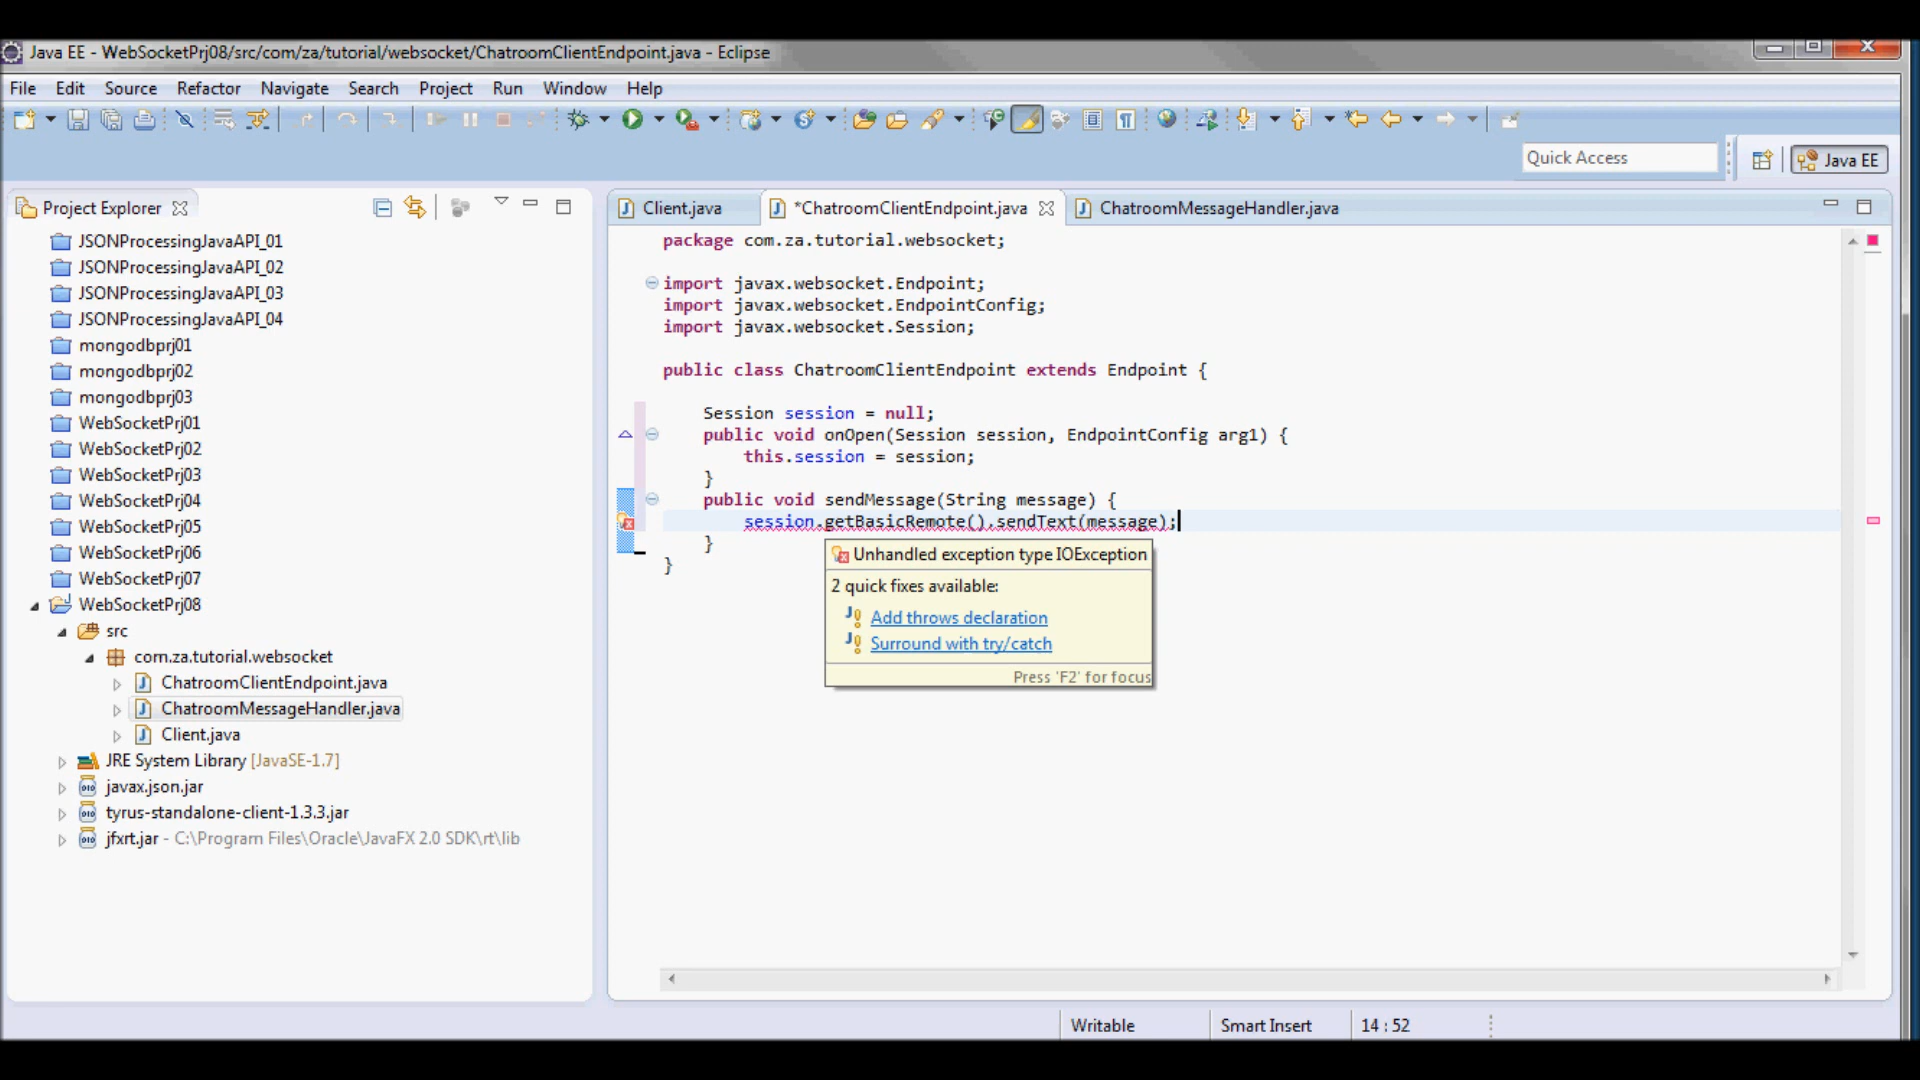 Java EE - WebSocketPrj08/src/com/za/tutorial/websocket/ChatroomClientEndpoint.java - Eclipse
File Edit Source Refactor Navigate Search Project Run Window Help
Quick Access
Java EE
Project Explorer
JSONProcessingJavaAPI_01
JSONProcessingJavaAPI_02
JSONProcessingJavaAPI_03
JSONProcessingJavaAPI_04
mongodbprj01
mongodbprj02
mongodbprj03
WebSocketPrj01
WebSocketPrj02
WebSocketPrj03
WebSocketPrj04
WebSocketPrj05
WebSocketPrj06
WebSocketPrj07
WebSocketPrj08
src
com.za.tutorial.websocket
ChatroomClientEndpoint.java
ChatroomMessageHandler.java
Client.java
JRE System Library [JavaSE-1.7]
javax.json.jar
tyrus-standalone-client-1.3.3.jar
jfxrt.jar - C:\Program Files\Oracle\JavaFX 2.0 SDK\rt\lib
Client.java *ChatroomClientEndpoint.java ChatroomMessageHandler.java
package com.za.tutorial.websocket;
import javax.websocket.Endpoint;
import javax.websocket.EndpointConfig;
import javax.websocket.Session;
public class ChatroomClientEndpoint extends Endpoint {
Session session = null;
public void onOpen(Session session, EndpointConfig arg1) {
this.session = session;
}
public void sendMessage(String message) {
session.getBasicRemote().sendText(message);
}
}
Unhandled exception type IOException
2 quick fixes available:
Add throws declaration
Surround with try/catch
Press 'F2' for focus
Writable Smart Insert 14 : 52